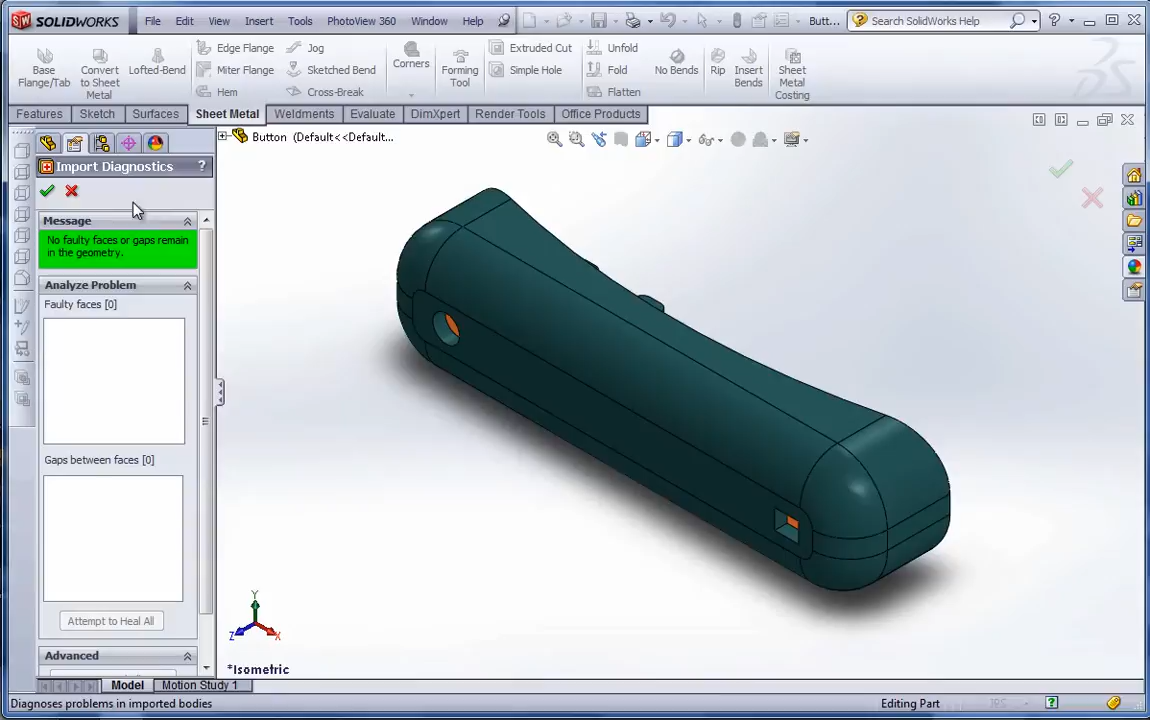 SOLIDWORKS File Edit View Insert Tools PhotoView 360 Window Help Butt... Search SolidWorks Help
Base Flange/Tab
Convert to Sheet Metal
Lofted-Bend
Edge Flange
Miter Flange
Hem
Jog
Sketched Bend
Cross-Break
Corners
Forming Tool
Extruded Cut
Simple Hole
Unfold
Fold
Flatten
No Bends
Rip
Insert Bends
Sheet Metal Costing
Features Sketch Surfaces Sheet Metal Weldments Evaluate DimXpert Render Tools Office Products
Button (Default<<Default...
Import Diagnostics ?
Message
No faulty faces or gaps remain
in the geometry.
Analyze Problem
Faulty faces [0]
Gaps between faces [0]
Attempt to Heal All
Advanced
Y
Z X
*Isometric
Model Motion Study 1
Diagnoses problems in imported bodies Editing Part